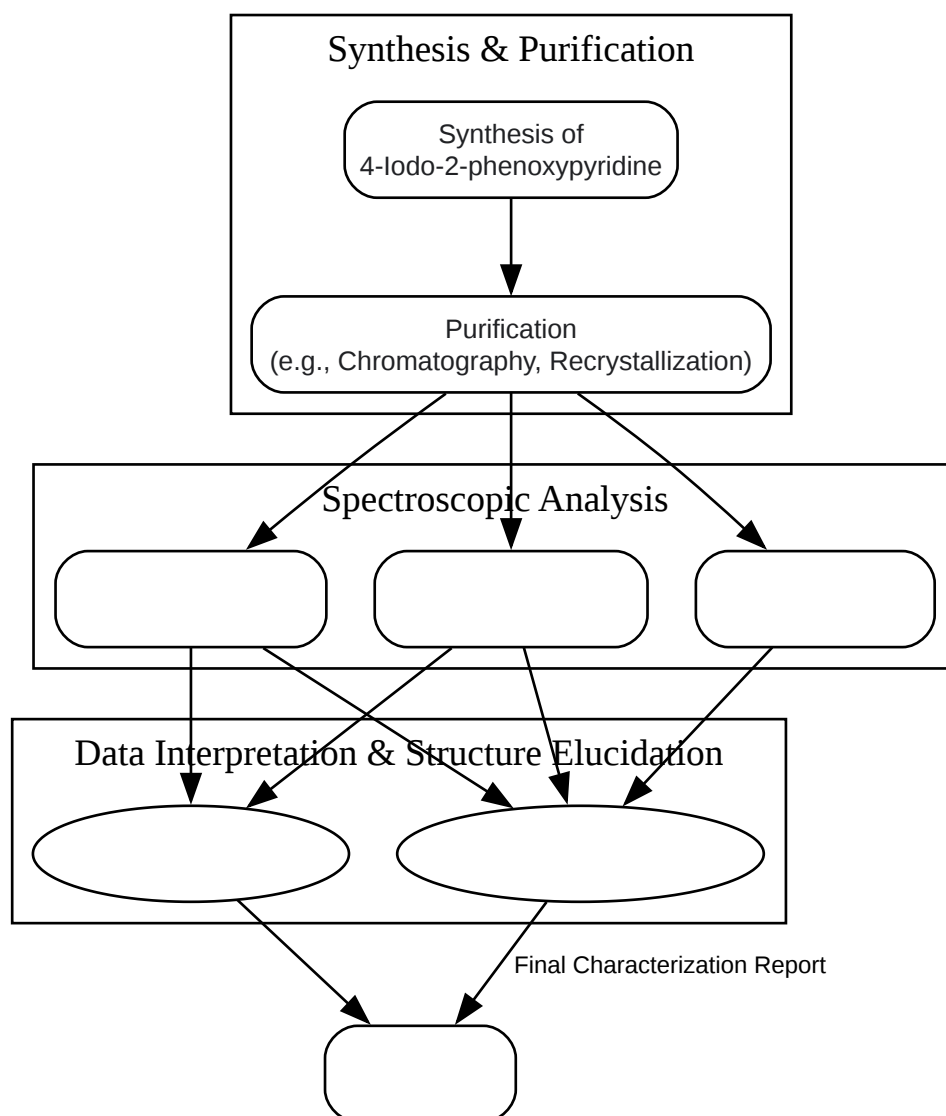 Synthesis & Purification
Synthesis of
4-Iodo-2-phenoxypyridine
Purification
(e.g., Chromatography, Recrystallization)
Spectroscopic Analysis
Data Interpretation & Structure Elucidation
Final Characterization Report